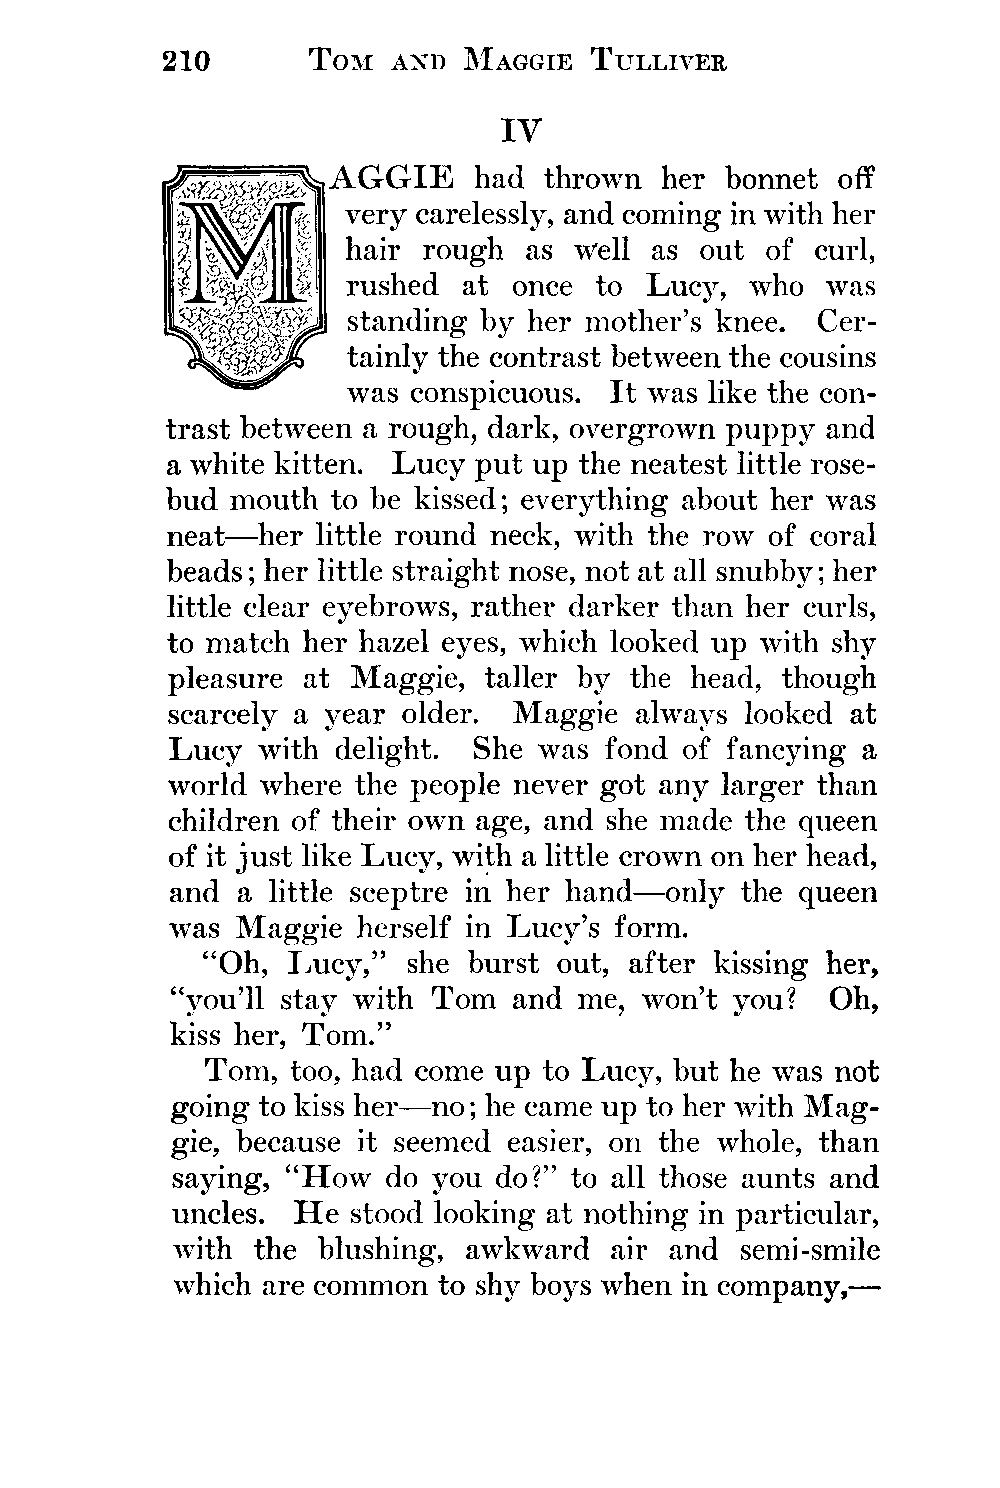 210 TOM AND MAGGIE TULLIVER
IV
MAGGIE had thrown her bonnet off
very carelessly, and coming in with her
hair rough as well as out of curl,
rushed at once to Lucy, who was
standing by her mother's knee. Cer-
tainly the contrast between the cousins
was conspicuous. It was like the con-
trast between a rough, dark, overgrown puppy and
a white kitten. Lucy put up the neatest little rose-
bud mouth to be kissed; everything about her was
neat—her little round neck, with the row of coral
beads; her little straight nose, not at all snubby; her
little clear eyebrows, rather darker than her curls,
to match her hazel eyes, which looked up with shy
pleasure at Maggie, taller by the head, though
scarcely a year older. Maggie always looked at
Lucy with delight. She was fond of fancying a
world where the people never got any larger than
children of their own age, and she made the queen
of it just like Lucy, with a little crown on her head,
and a little sceptre in her hand—only the queen
was Maggie herself in Lucy's form.
"Oh, Lucy," she burst out, after kissing her,
"you'll stay with Tom and me, won't you? Oh,
kiss her, Tom."
Tom, too, had come up to Lucy, but he was not
going to kiss her—no; he came up to her with Mag-
gie, because it seemed easier, on the whole, than
saying, "How do you do?" to all those aunts and
uncles. He stood looking at nothing in particular,
with the blushing, awkward air and semi-smile
which are common to shy boys when in company,—